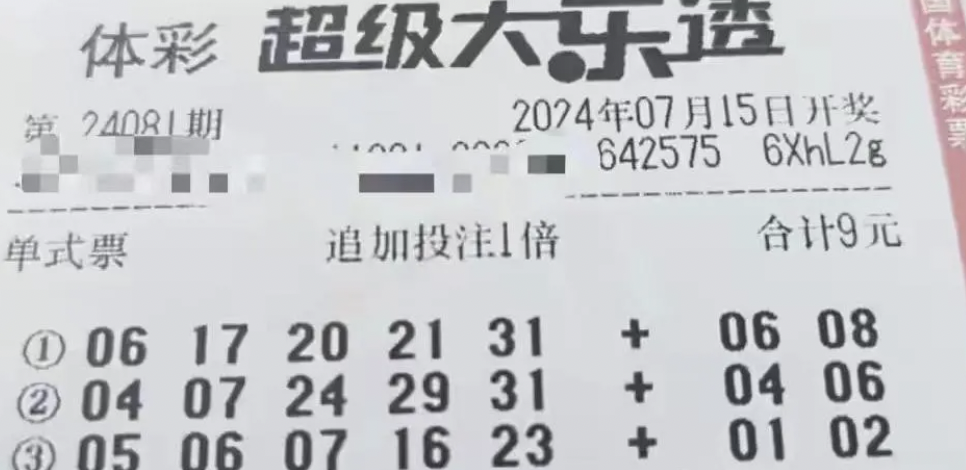 体彩 超级大乐透
第 24081期 2024年07月15日开奖
642575 6XhL2g
单式票 追加投注1倍 合计9元
① 06 17 20 21 31 + 06 08
② 04 07 24 29 31 + 04 06
③ 05 06 07 16 23 + 01 02
国体育彩票